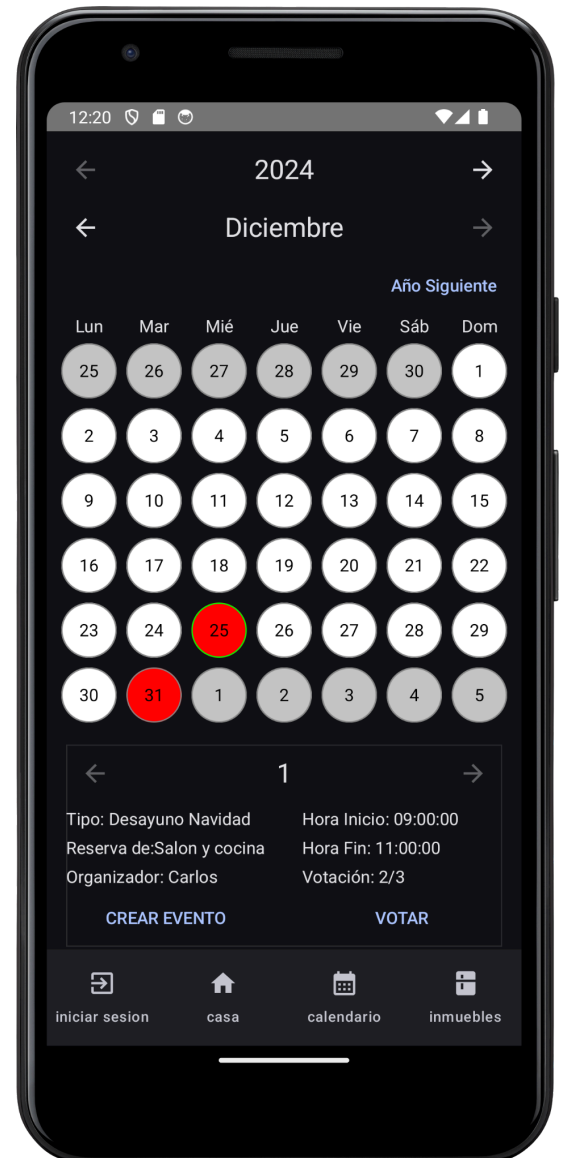 12:20
2024
Diciembre
Año Siguiente
Lun Mar Mié Jue Vie Sáb Dom
25 26 27 28 29 30 1
2 3 4 5 6 7 8
9 10 11 12 13 14 15
16 17 18 19 20 21 22
23 24 25 26 27 28 29
30 31 1 2 3 4 5
1
Tipo: Desayuno Navidad Hora Inicio: 09:00:00
Reserva de:Salon y cocina Hora Fin: 11:00:00
Organizador: Carlos Votación: 2/3
CREAR EVENTO VOTAR
iniciar sesion casa calendario inmuebles